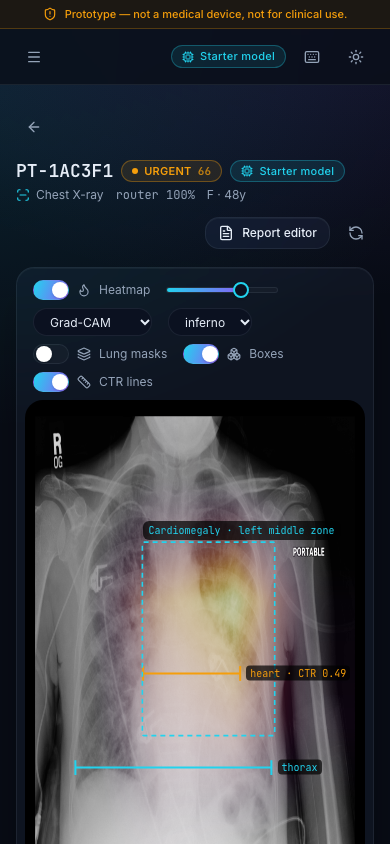 Prototype — not a medical device, not for clinical use.
Starter model
PT-1AC3F1
URGENT 66
Starter model
Chest X-ray router 100% F · 48y
Report editor
Heatmap
Grad-CAM
inferno
Lung masks
Boxes
CTR lines
R
OG
Cardiomegaly · left middle zone
PORTABLE
heart · CTR 0.49
thorax